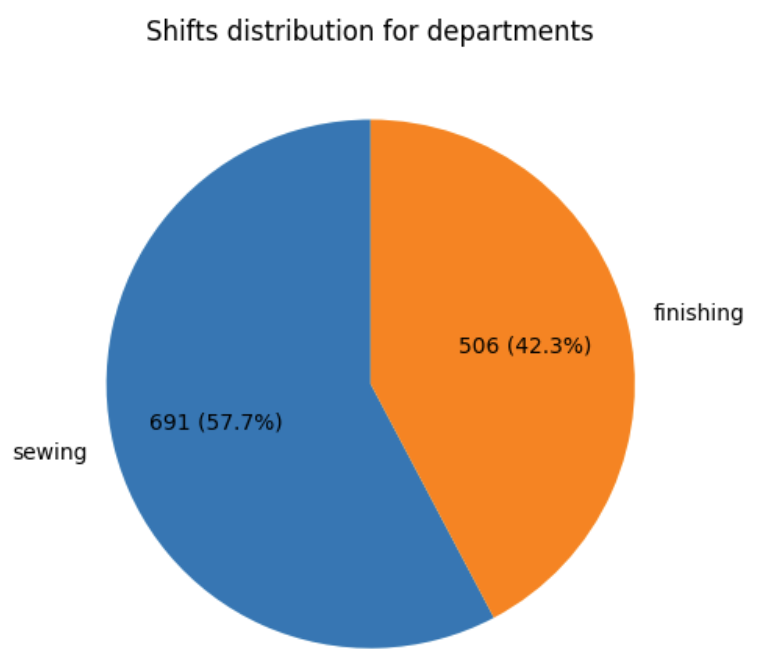 Shifts distribution for departments
finishing
506 (42.3%)
691 (57.7%)
sewing